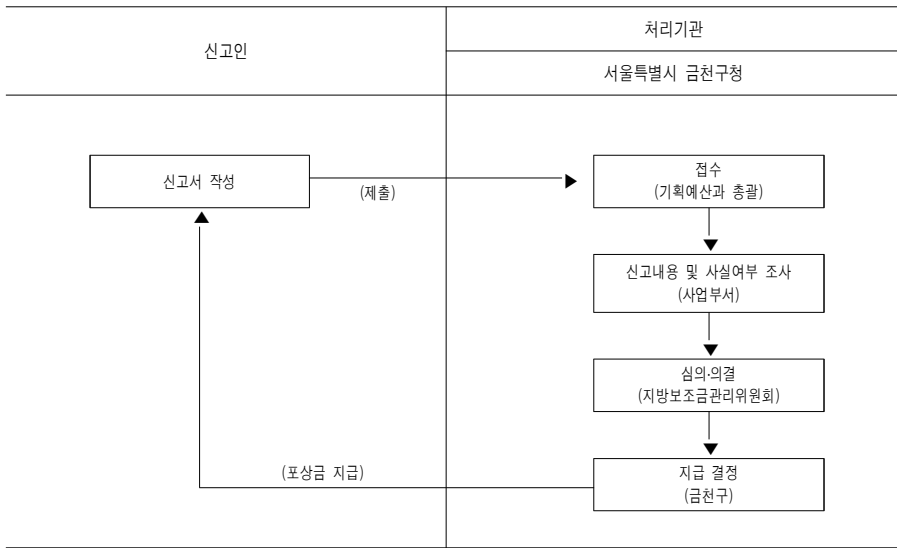 신고인
처리기관
서울특별시 금천구청
신고서 작성
(제출)
접수
(기획예산과 총괄)
신고내용 및 사실여부 조사
(사업부서)
심의·의결
(지방보조금관리위원회)
(포상금 지급)
지급 결정
(금천구)